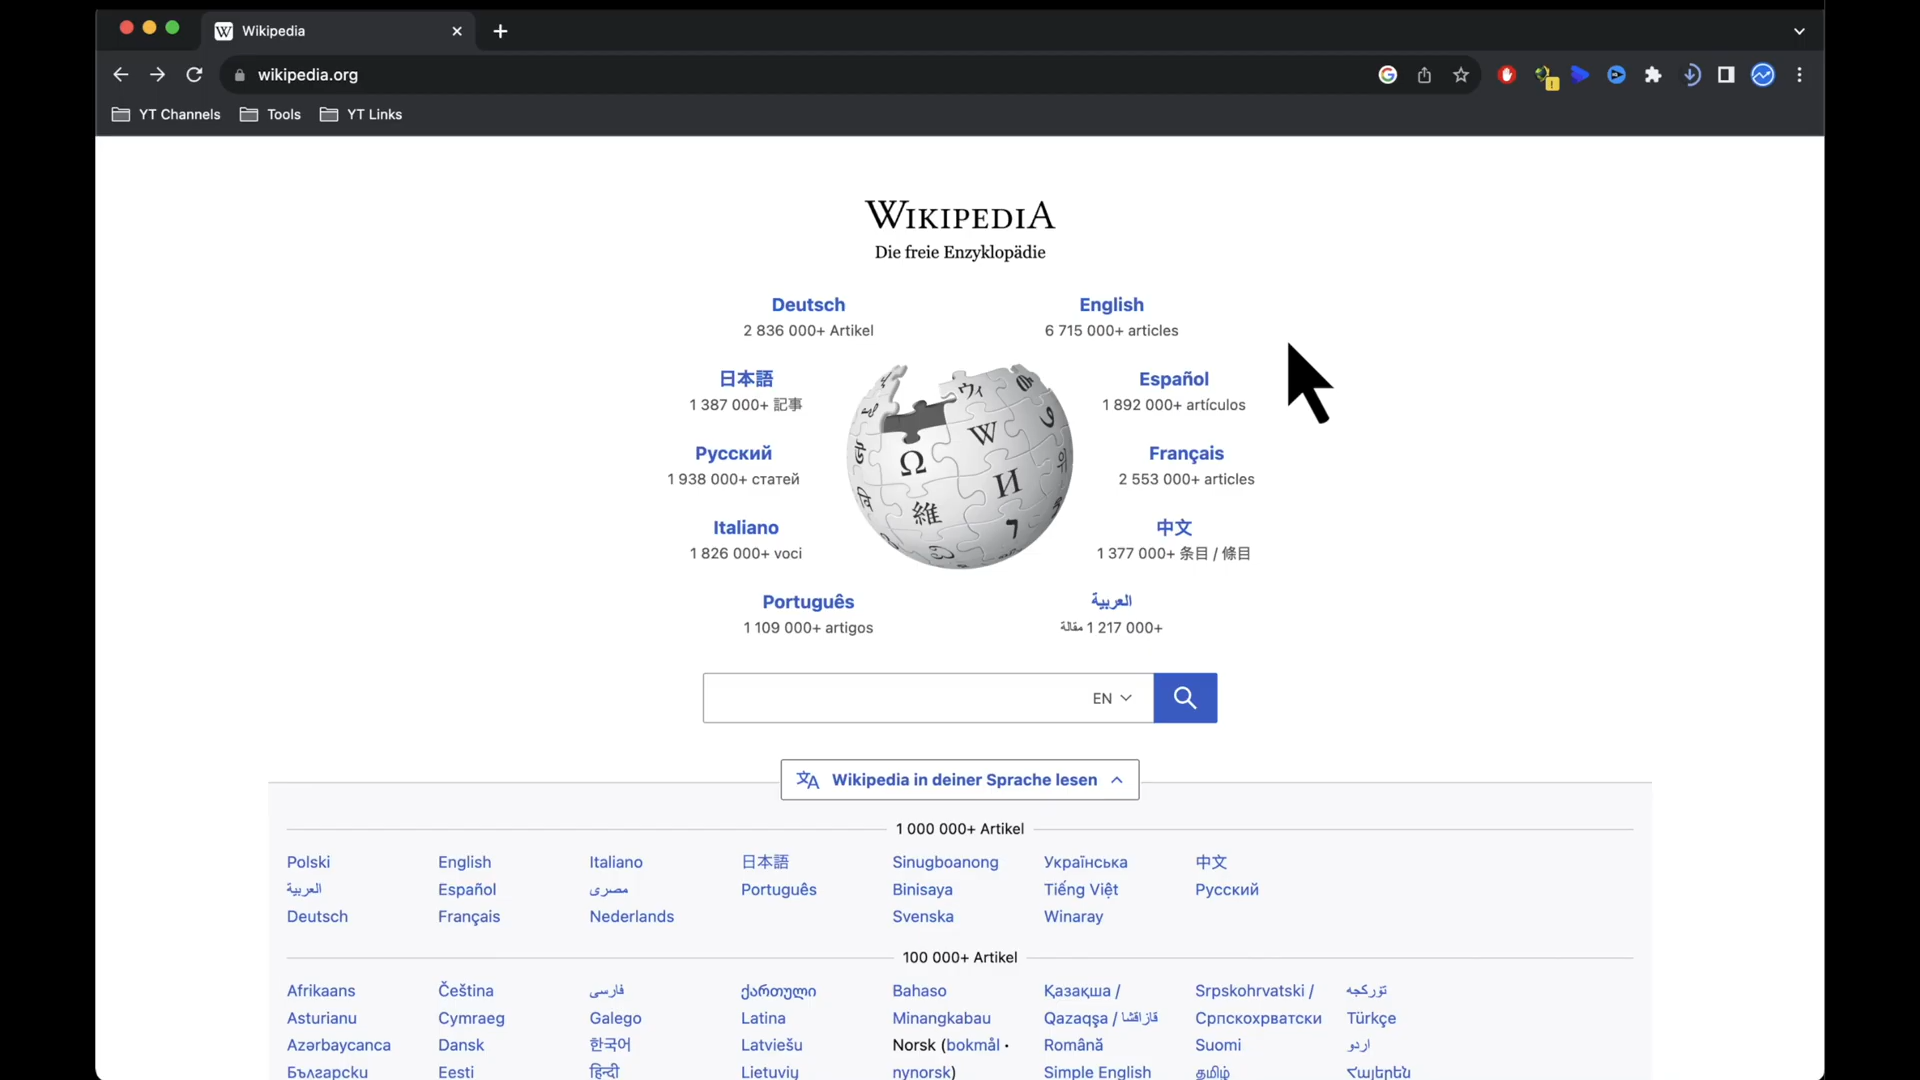 Wikipedia
wikipedia.org
YT Channels Tools YT Links
WIKIPEDIA
Die freie Enzyklopädie
Deutsch
2 836 000+ Artikel
English
6 715 000+ articles
日本語
1 387 000+ 記事
Español
1 892 000+ artículos
Русский
1 938 000+ статей
Français
2 553 000+ articles
Italiano
1 826 000+ voci
中文
1 377 000+ 条目 / 條目
Português
1 109 000+ artigos
العربية
1 217 000+ مقالة
Ω
W
И
維
ウィ
EN
Wikipedia in deiner Sprache lesen
1 000 000+ Artikel
Polski English Italiano 日本語 Sinugboanong Українська 中文
العربية Español مصرى Português Binisaya Tiếng Việt Русский
Deutsch Français Nederlands Svenska Winaray
100 000+ Artikel
Afrikaans Čeština فارسی ქართული Bahaso Қазақша / Srpskohrvatski / تۆرکجه
Asturianu Cymraeg Galego Latina Minangkabau Qazaqşa / قازاقشا Српскохрватски Türkçe
Azərbaycanca Dansk 한국어 Latviešu Norsk (bokmål · Română Suomi اردو
Български Eesti हिन्दी Lietuvių nynorsk) Simple English தமிழ் Հայերեն